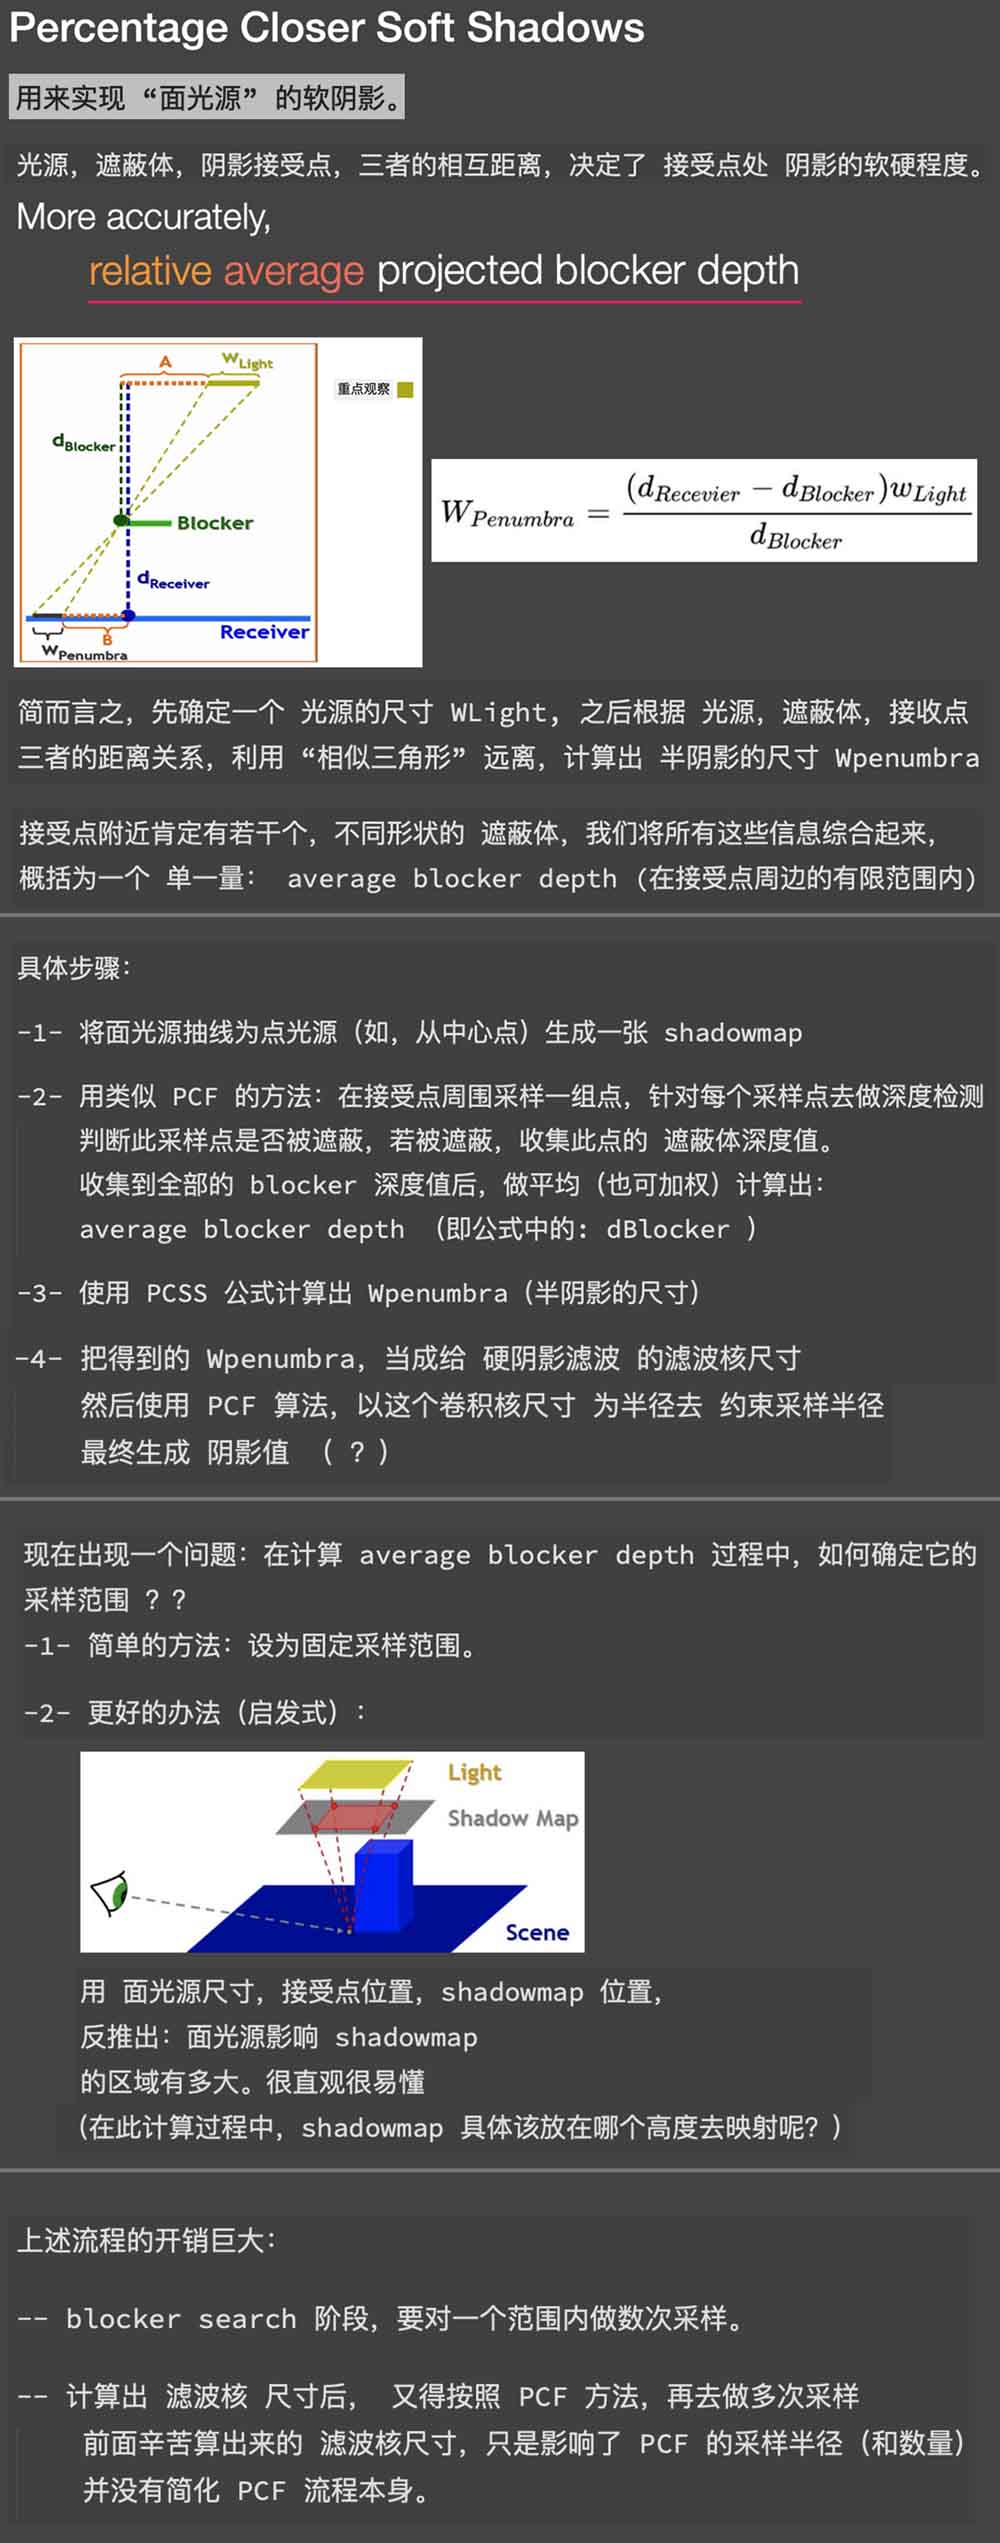 Percentage Closer Soft Shadows
用来实现 “面光源” 的软阴影。
光源, 遮蔽体, 阴影接受点, 三者的相互距离, 决定了 接受点处 阴影的软硬程度。
More accurately,
relative average projected blocker depth
A
wLight
重点观察
dBlocker
Blocker
dReceiver
Receiver
B
wPenumbra
W_Penumbra = (d_Recevier − d_Blocker)w_Light / d_Blocker
简而言之, 先确定一个 光源的尺寸 WLight, 之后根据 光源, 遮蔽体, 接收点
三者的距离关系, 利用 “相似三角形” 远离, 计算出 半阴影的尺寸 Wpenumbra
接受点附近肯定有若干个, 不同形状的 遮蔽体, 我们将所有这些信息综合起来,
概括为一个 单一量: average blocker depth (在接受点周边的有限范围内)
具体步骤:
-1- 将面光源抽线为点光源 (如, 从中心点) 生成一张 shadowmap
-2- 用类似 PCF 的方法: 在接受点周围采样一组点, 针对每个采样点去做深度检测
判断此采样点是否被遮蔽, 若被遮蔽, 收集此点的 遮蔽体深度值。
收集到全部的 blocker 深度值后, 做平均 (也可加权) 计算出:
average blocker depth (即公式中的: dBlocker )
-3- 使用 PCSS 公式计算出 Wpenumbra (半阴影的尺寸)
-4- 把得到的 Wpenumbra, 当成给 硬阴影滤波 的滤波核尺寸
然后使用 PCF 算法, 以这个卷积核尺寸 为半径去 约束采样半径
最终生成 阴影值 ( ? )
现在出现一个问题: 在计算 average blocker depth 过程中, 如何确定它的
采样范围 ? ?
-1- 简单的方法: 设为固定采样范围。
-2- 更好的办法 (启发式) :
Light
Shadow Map
Scene
用 面光源尺寸, 接受点位置, shadowmap 位置,
反推出: 面光源影响 shadowmap
的区域有多大。很直观很易懂
(在此计算过程中, shadowmap 具体该放在哪个高度去映射呢? )
上述流程的开销巨大:
-- blocker search 阶段, 要对一个范围内做数次采样。
-- 计算出 滤波核 尺寸后, 又得按照 PCF 方法, 再去做多次采样
前面辛苦算出来的 滤波核尺寸, 只是影响了 PCF 的采样半径 (和数量)
并没有简化 PCF 流程本身。